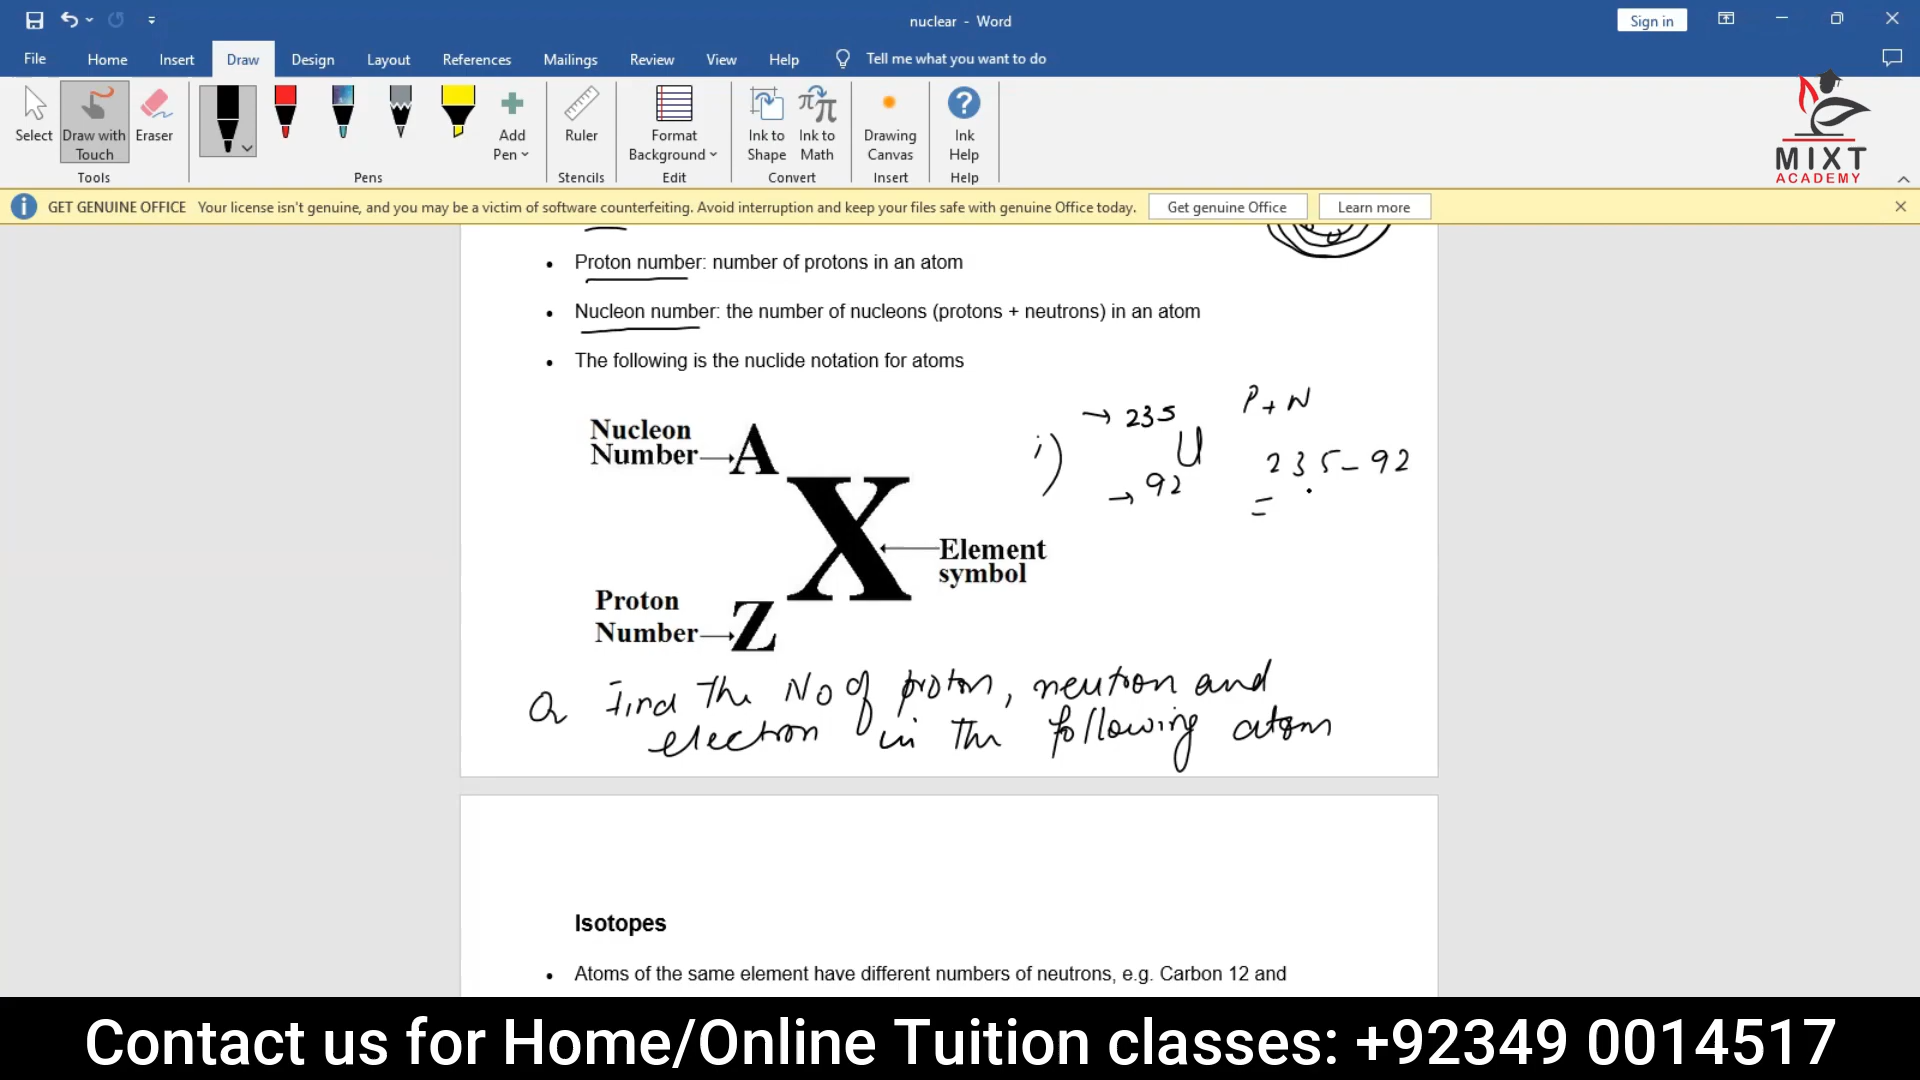 nuclear - Word
Sign in
File Home Insert Draw Design Layout References Mailings Review View Help Tell me what you want to do
Select Draw with Touch Eraser
Add Pen
Ruler
Format Background
Ink to Shape
Ink to Math
Drawing Canvas
Ink Help
Tools Pens Stencils Edit Convert Insert Help
MIXT
ACADEMY
GET GENUINE OFFICE Your license isn't genuine, and you may be a victim of software counterfeiting. Avoid interruption and keep your files safe with genuine Office today. Get genuine Office Learn more
• Proton number: number of protons in an atom
• Nucleon number: the number of nucleons (protons + neutrons) in an atom
• The following is the nuclide notation for atoms
Nucleon
Number → A
X
Element
symbol
Proton
Number → Z
i) → 235
U
→ 92
P + N
235 - 92
=
Q Find The No of proton, neutron and
electron in The following atom
Isotopes
• Atoms of the same element have different numbers of neutrons, e.g. Carbon 12 and
Contact us for Home/Online Tuition classes: +92349 0014517